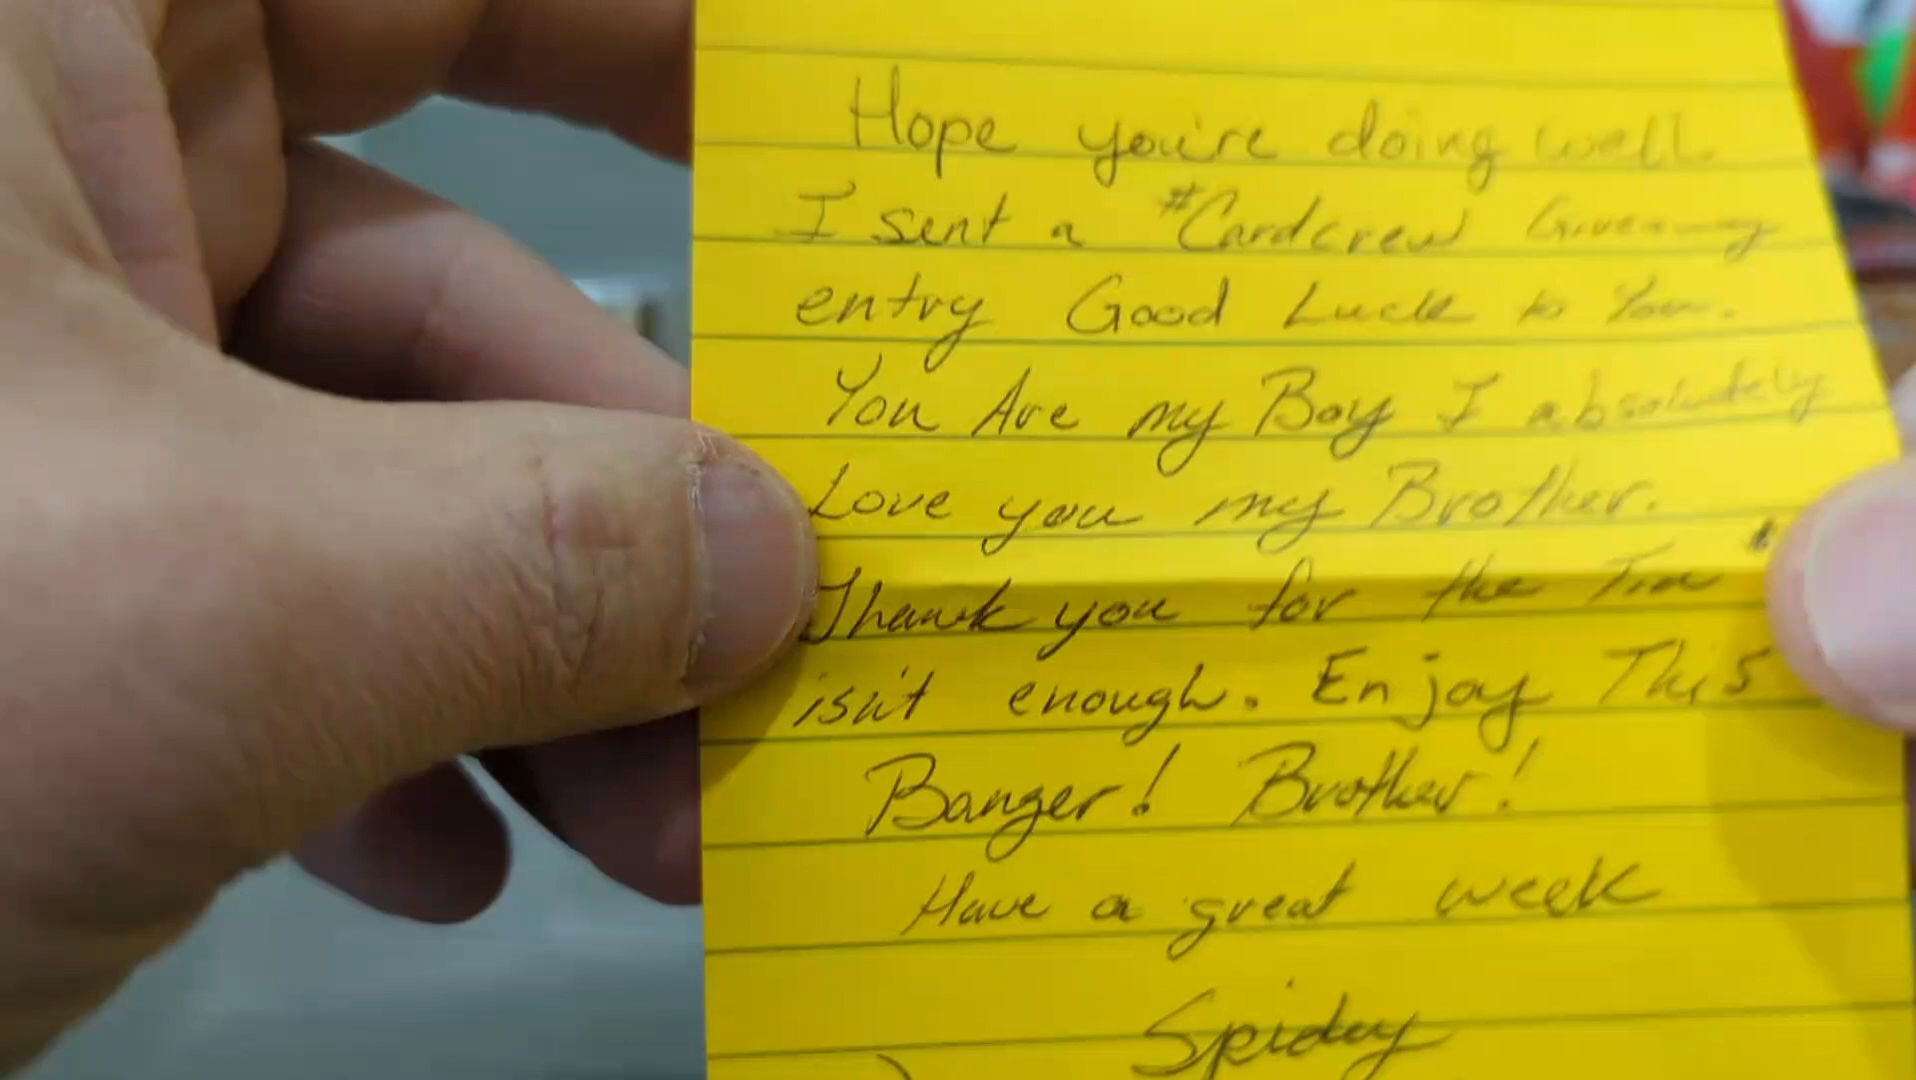 Hope you're doing well
I sent a #Cardcrew Giveaway
entry Good Luck to You.
You Are my Boy I absolutely
Love you my Brother.
Thank you for the Tin
isn't enough. Enjoy This
Banger! Brother!
Have a great week
Spidey